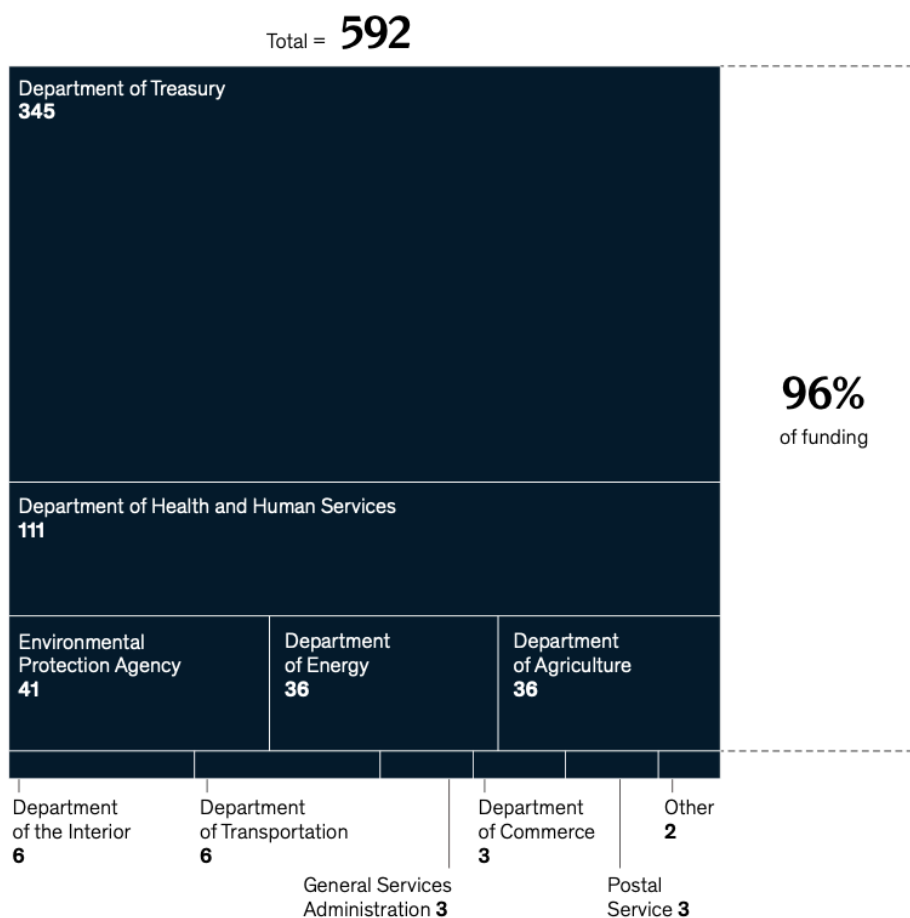 Total = 592
Department of Treasury
345
96%
of funding
Department of Health and Human Services
111
Environmental
Protection Agency
41
Department
of Energy
36
Department
of Agriculture
36
Department
of the Interior
6
Department
of Transportation
6
General Services
Administration 3
Department
of Commerce
3
Postal
Service 3
Other
2